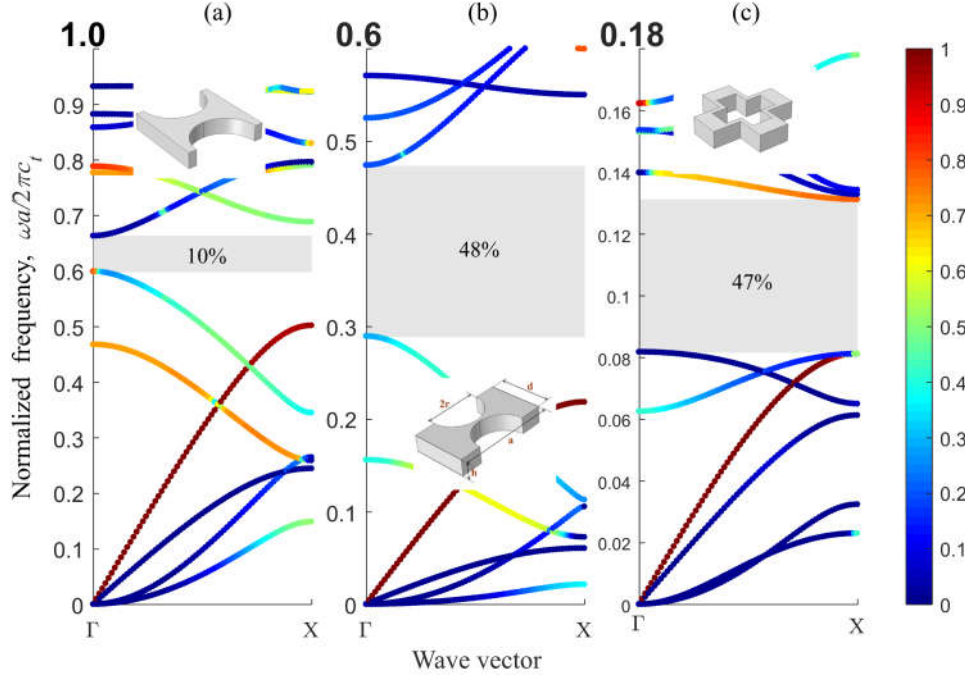 (a)
(b)
(c)
1.0
0.6
0.18
Normalized frequency, ωa/2πc_t
0.9
0.8
0.7
0.6
0.5
0.4
0.3
0.2
0.1
0
10%
Γ
X
0.5
0.4
0.3
0.2
0.1
0
48%
2r
d
a
h
Γ
X
0.16
0.14
0.12
0.1
0.08
0.06
0.04
0.02
0
47%
Γ
X
1
0.9
0.8
0.7
0.6
0.5
0.4
0.3
0.2
0.1
0
Wave vector